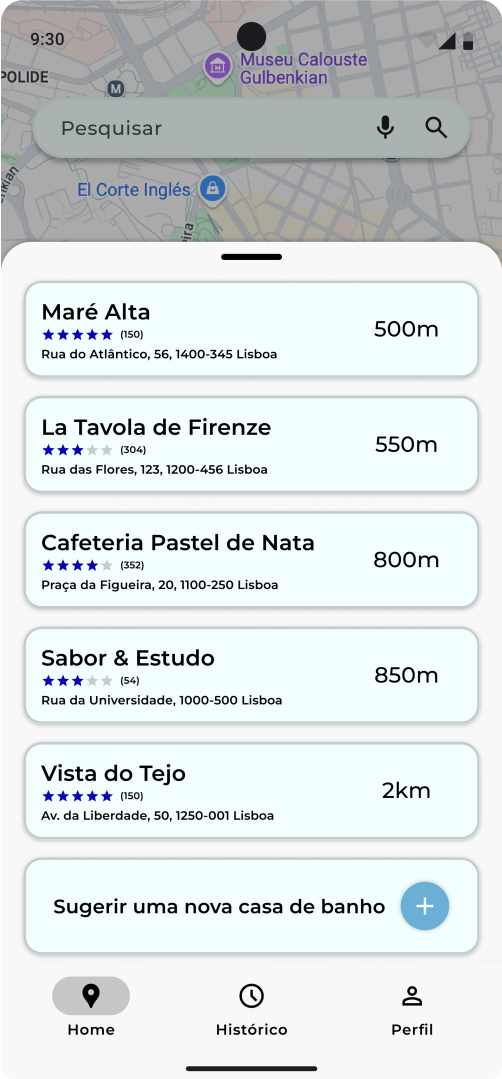 9:30
Museu Calouste
Gulbenkian
POLIDE
M
Pesquisar
El Corte Inglés
Maré Alta
(150)
500m
Rua do Atlântico, 56, 1400-345 Lisboa
La Tavola de Firenze
(304)
550m
Rua das Flores, 123, 1200-456 Lisboa
Cafeteria Pastel de Nata
(352)
800m
Praça da Figueira, 20, 1100-250 Lisboa
Sabor & Estudo
(54)
850m
Rua da Universidade, 1000-500 Lisboa
Vista do Tejo
(150)
2km
Av. da Liberdade, 50, 1250-001 Lisboa
Sugerir uma nova casa de banho
Home
Histórico
Perfil